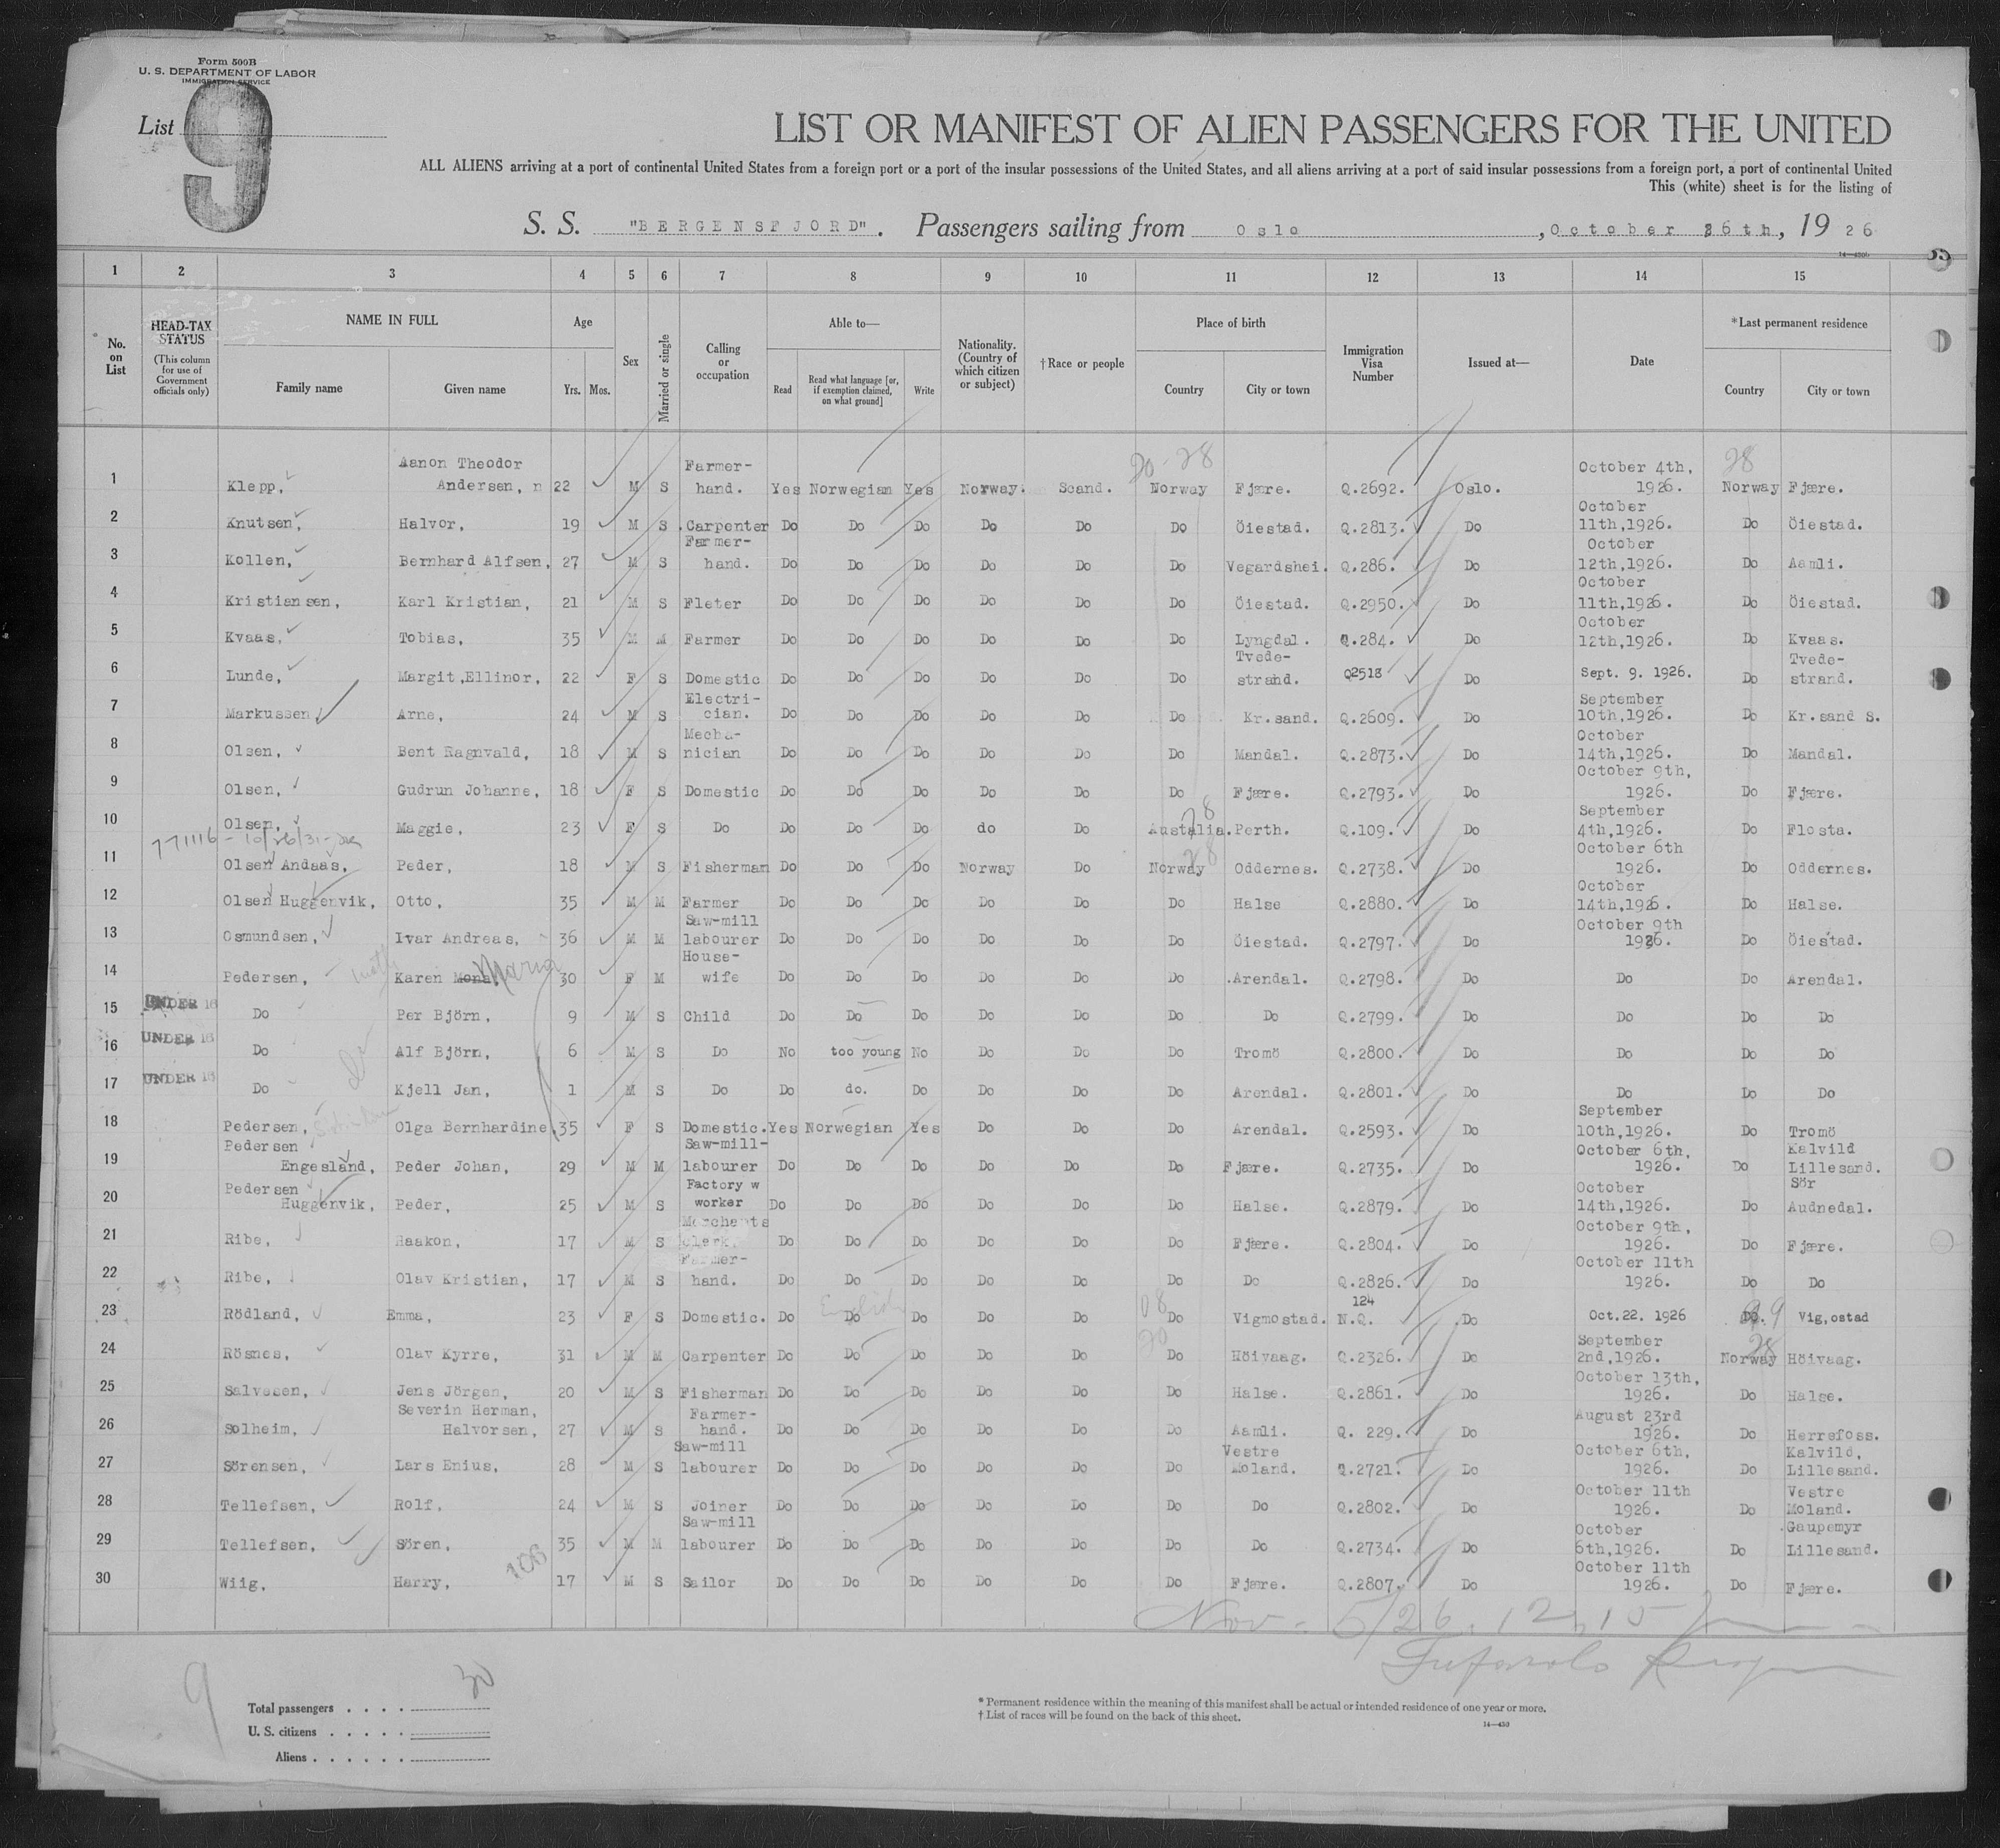 Form 500B
U. S. DEPARTMENT OF LABOR
IMMIGRATION SERVICE
List 9
LIST OR MANIFEST OF ALIEN PASSENGERS FOR THE UNITED
ALL ALIENS arriving at a port of continental United States from a foreign port or a port of the insular possessions of the United States, and all aliens arriving at a port of said insular possessions from a foreign port, a port of continental United
This (white) sheet is for the listing of
S. S. "BERGENSFJORD". Passengers sailing from Oslo, October 26th, 1926
14—430b
1 2 3 4 5 6 7 8 9 10 11 12 13 14 15
No. on List
HEAD-TAX STATUS (This column for use of Government officials only)
NAME IN FULL Family name Given name
Age Yrs. Mos.
Sex
Married or single
Calling or occupation
Able to— Read Read what language [or, if exemption claimed, on what ground] Write
Nationality. (Country of which citizen or subject)
†Race or people
Place of birth Country City or town
Immigration Visa Number
Issued at—
Date
*Last permanent residence Country City or town
20-28 28
1 Klepp, Aanon Theodor Andersen, n 22 M S Farmer-hand. Yes Norwegian Yes Norway. Scand. Norway Fjære. Q.2692. Oslo. October 4th, 1926. Norway Fjære.
2 Knutsen, Halvor, 19 M S .Carpenter Do Do Do Do Do Do Öiestad. Q.2813. Do October 11th,1926. Do Öiestad.
3 Kollen, Bernhard Alfsen, 27 M S Farmer-hand. Do Do Do Do Do Do Vegardshei. Q.286. Do October 12th,1926. Do Aamli.
4 Kristiansen, Karl Kristian, 21 M S Fleter Do Do Do Do Do Do Öiestad. Q.2950. Do October 11th,1926. Do Öiestad.
5 Kvaas, Tobias, 35 M M Farmer Do Do Do Do Do Do Lyngdal. Q.284. Do October 12th,1926. Do Kvaas.
6 Lunde, Margit,Ellinor, 22 F S Domestic Do Do Do Do Do Do Tvede-strand. Q2518 Do Sept. 9. 1926. Do Tvede-strand.
7 Markussen, Arne, 24 M S Electri-cian. Do Do Do Do Do Do Kr.sand. Q.2609. Do September 10th,1926. Do Kr.sand S.
8 Olsen, Bent Ragnvald, 18 M S Mecha-nician Do Do Do Do Do Do Mandal. Q.2873. Do October 14th,1926. Do Mandal.
9 Olsen, Gudrun Johanne, 18 F S Domestic Do Do Do Do Do Do Fjære. Q.2793. Do October 9th, 1926. Do Fjære.
10 Olsen, Maggie, 23 F S Do Do Do Do do Do Australia. 28 Perth. Q.109. Do September 4th,1926. Do Flosta.
771116 - 10/26/31
11 Olsen Andaas, Peder, 18 M S Fisherman Do Do Do Norway Do Norway 28 Oddernes. Q.2738. Do October 6th 1926. Do Oddernes.
12 Olsen Huggenvik, Otto, 35 M M Farmer Do Do Do Do Do Do Halse Q.2880. Do October 14th,1926. Do Halse.
13 Osmundsen, Ivar Andreas, 36 M M Saw-mill labourer Do Do Do Do Do Do Öiestad. Q.2797. Do October 9th 1926. Do Öiestad.
14 Pedersen, Karen Mona Maria 30 F M House-wife Do Do Do Do Do Do .Arendal. Q.2798. Do Do Do Arendal.
15 UNDER 16 Do Per Björn, 9 M S Child Do Do Do Do Do Do Do Q.2799. Do Do Do Do
16 UNDER 16 Do Alf Björn, 6 M S Do No too young No Do Do Do Tromö Q.2800. Do Do Do Do
17 UNDER 16 Do Kjell Jan, 1 M S Do Do do. Do Do Do Do Arendal. Q.2801. Do Do Do Do
18 Pedersen, Olga Bernhardine, 35 F S Domestic. Yes Norwegian Yes Do Do Do Arendal. Q.2593. Do September 10th,1926. Do Tromö
19 Pedersen Engesland, Peder Johan, 29 M M Saw-mill-labourer Do Do Do Do Do Do Fjære. Q.2735. Do October 6th, 1926. Do Kalvild Lillesand.
20 Pedersen Huggenvik, Peder, 25 M S Factory w worker Do Do Do Do Do Do Halse. Q.2879. Do October 14th,1926. Do Sör Audnedal.
21 Ribe, Haakon, 17 M S Merchants clerk. Do Do Do Do Do Do Fjære. Q.2804. Do October 9th, 1926. Do Fjære.
22 Ribe, Olav Kristian, 17 M S Farmer-hand. Do Do Do Do Do Do Do Q.2826. Do October 11th 1926. Do Do
23 Rödland, Emma, 23 F S Domestic. Do Do English Do Do Do 08 Do Vigmostad. 124 N.Q. Do Oct.22. 1926 Do. 29 Vig,ostad
24 Rösnes, Olav Kyrre, 31 M M Carpenter Do Do Do Do Do 20 Do Höivaag. Q.2326. Do September 2nd,1926. Norway 28 Höivaag.
25 Salvesen, Jens Jörgen, 20 M S Fisherman Do Do Do Do Do Do Halse. Q.2861. Do October 13th, 1926. Do Halse.
26 Solheim, Severin Herman, Halvorsen, 27 M S Farmer-hand. Do Do Do Do Do Do Aamli. Q. 229. Do August 23rd 1926. Do Herrefoss.
27 Sörensen, Lars Enius, 28 M S Saw-mill labourer Do Do Do Do Do Do Vestre Moland. Q.2721. Do October 6th, 1926. Do Kalvild, Lillesand.
28 Tellefsen, Rolf, 24 M S Joiner Do Do Do Do Do Do Do Q.2802. Do October 11th 1926. Do Vestre Moland.
29 Tellefsen, Sören, 35 M M Saw-mill labourer Do Do Do Do Do Do Do Q.2734. Do October 6th,1926. Do .Gaupemyr Lillesand.
30 Wiig, Harry, 106 17 M S Sailor Do Do Do Do Do Do Fjære. Q.2807. Do October 11th 1926. Do Fjære.
Nov - 5/26. 12.15
9
Total passengers . . . . 30
U. S. citizens . . . . .
Aliens . . . . . .
* Permanent residence within the meaning of this manifest shall be actual or intended residence of one year or more.
† List of races will be found on the back of this sheet.
14—430